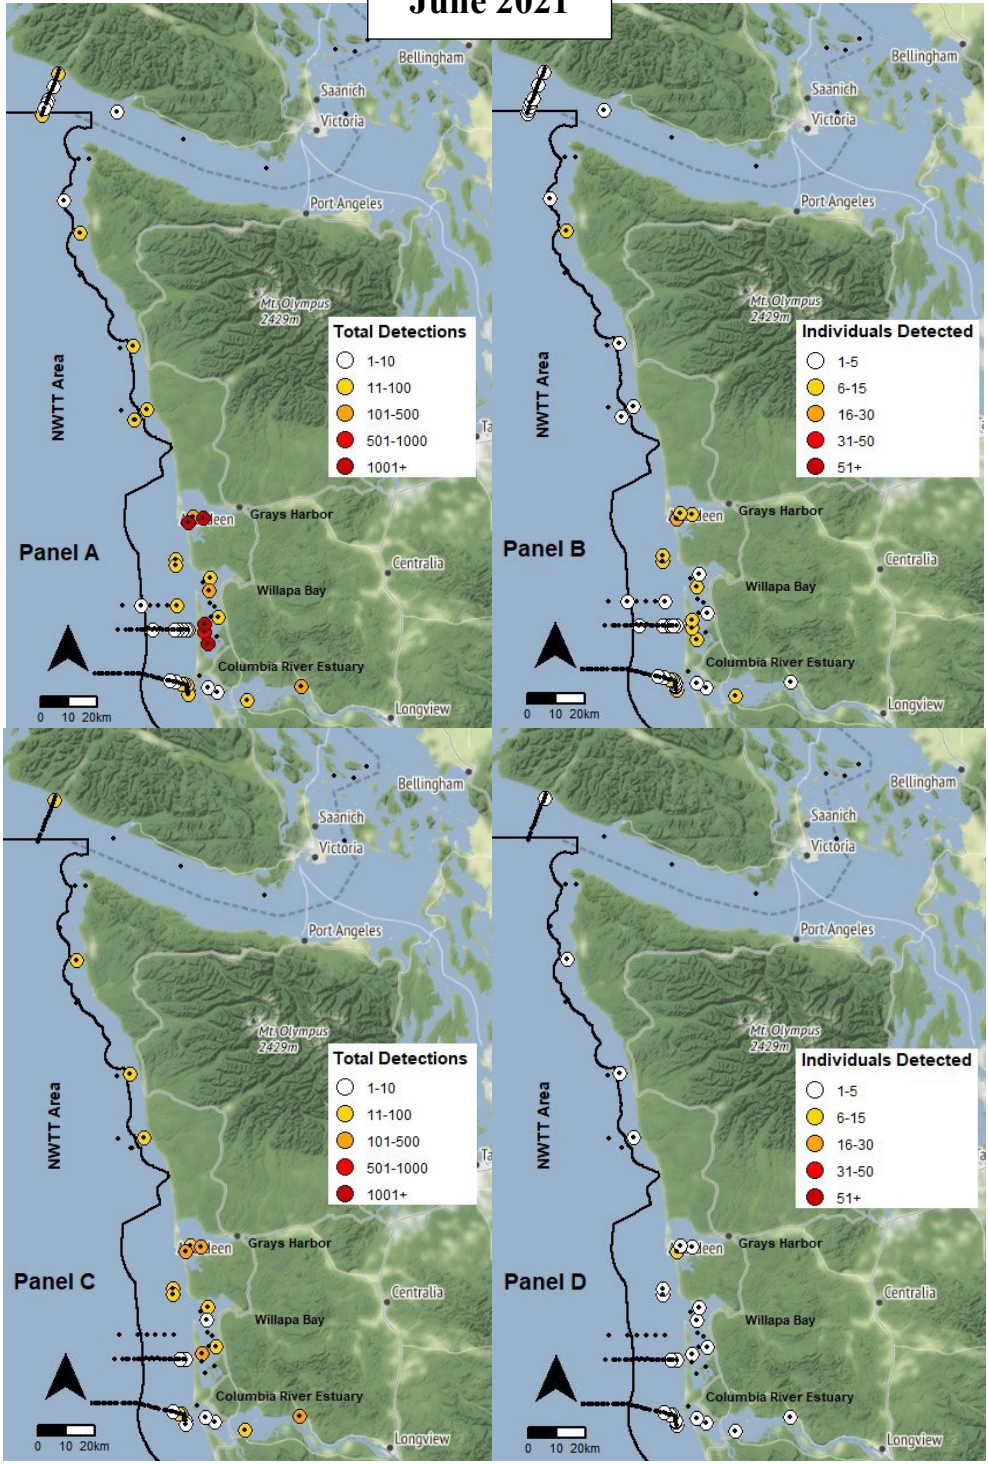 June 2021
Bellingham
Saanich
Victoria
Port Angeles
Mt. Olympus
2429m
NWTT Area
Total Detections
1-10
11-100
101-500
501-1000
1001+
Ta
Grays Harbor
Panel A
Centralia
Willapa Bay
Columbia River Estuary
Longview
0 10 20km
Bellingham
Saanich
Victoria
Port Angeles
Mt. Olympus
2429m
NWTT Area
Individuals Detected
1-5
6-15
16-30
31-50
51+
Grays Harbor
Panel B
Centralia
Willapa Bay
Columbia River Estuary
Longview
0 10 20km
Bellingham
Saanich
Victoria
Port Angeles
Mt. Olympus
2429m
NWTT Area
Total Detections
1-10
11-100
101-500
501-1000
1001+
Ta
Grays Harbor
Panel C
Centralia
Willapa Bay
Columbia River Estuary
Longview
0 10 20km
Bellingham
Saanich
Victoria
Port Angeles
Mt. Olympus
2429m
NWTT Area
Individuals Detected
1-5
6-15
16-30
31-50
51+
Grays Harbor
Panel D
Centralia
Willapa Bay
Columbia River Estuary
Longview
0 10 20km